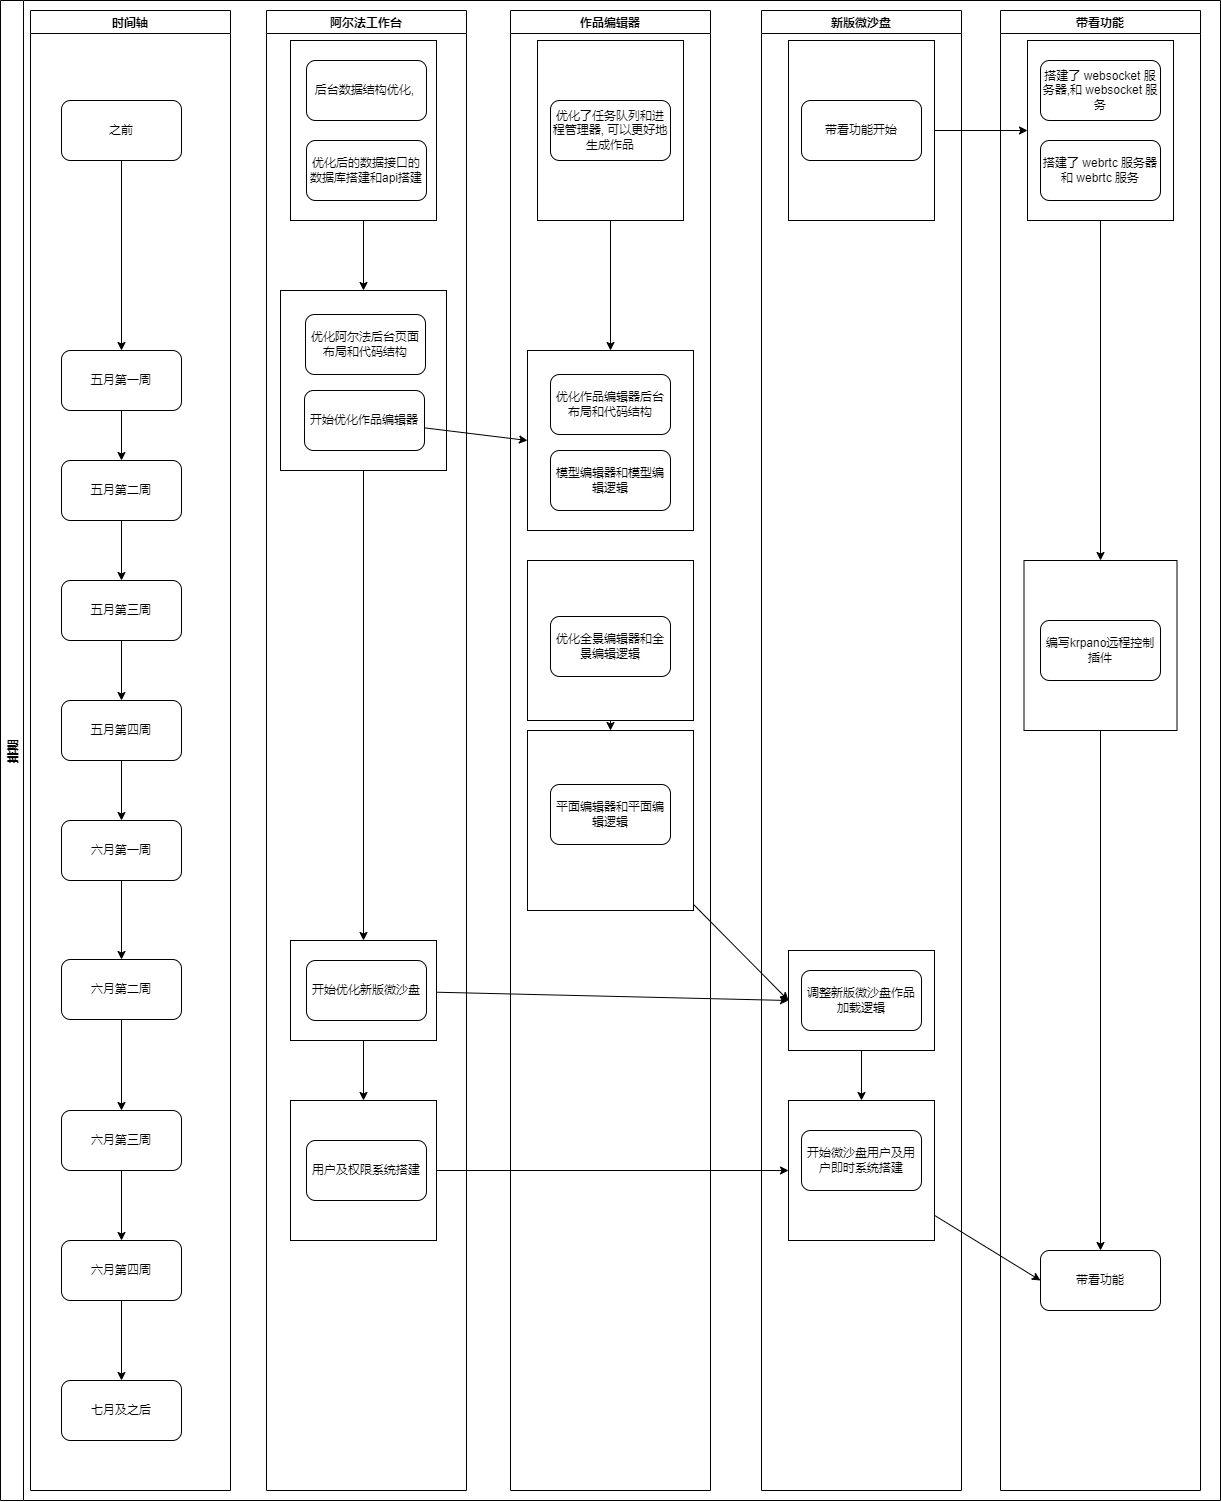 时间轴
阿尔法工作台
作品编辑器
新版微沙盘
带看功能
排期
之前
五月第一周
五月第二周
五月第三周
五月第四周
六月第一周
六月第二周
六月第三周
六月第四周
七月及之后
后台数据结构优化,
优化后的数据接口的
数据库搭建和api搭建
优化阿尔法后台页面
布局和代码结构
开始优化作品编辑器
开始优化新版微沙盘
用户及权限系统搭建
优化了任务队列和进
程管理器, 可以更好地
生成作品
优化作品编辑器后台
布局和代码结构
模型编辑器和模型编
辑逻辑
优化全景编辑器和全
景编辑逻辑
平面编辑器和平面编
辑逻辑
带看功能开始
调整新版微沙盘作品
加载逻辑
开始微沙盘用户及用
户即时系统搭建
搭建了 websocket 服
务器,和 websocket 服
务
搭建了 webrtc 服务器
和 webrtc 服务
编写krpano远程控制
插件
带看功能